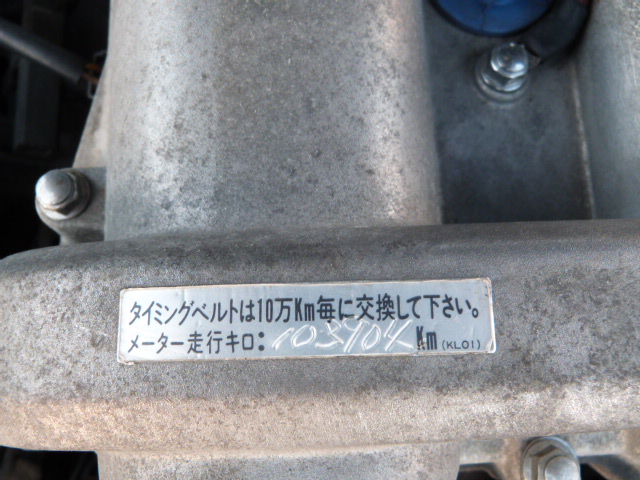 タイミングベルトは10万Km毎に交換して下さい。
メーター走行キロ:103904Km(KL01)